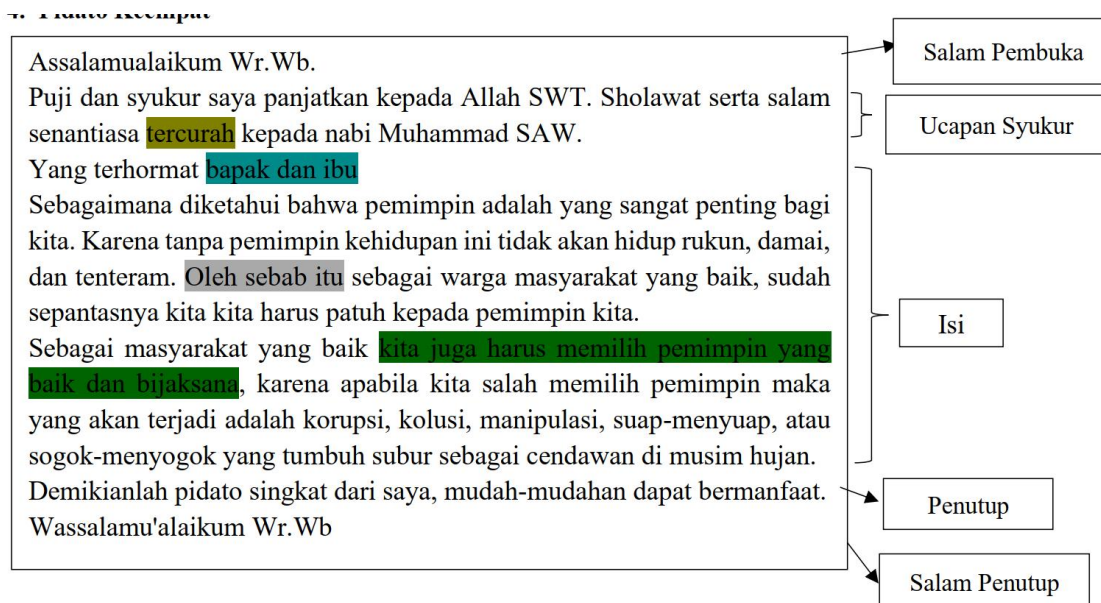 4. Pidato Keempat
Assalamualaikum Wr.Wb.
Puji dan syukur saya panjatkan kepada Allah SWT. Sholawat serta salam
senantiasa tercurah kepada nabi Muhammad SAW.
Yang terhormat bapak dan ibu
Sebagaimana diketahui bahwa pemimpin adalah yang sangat penting bagi
kita. Karena tanpa pemimpin kehidupan ini tidak akan hidup rukun, damai,
dan tenteram. Oleh sebab itu sebagai warga masyarakat yang baik, sudah
sepantasnya kita kita harus patuh kepada pemimpin kita.
Sebagai masyarakat yang baik kita juga harus memilih pemimpin yang
baik dan bijaksana, karena apabila kita salah memilih pemimpin maka
yang akan terjadi adalah korupsi, kolusi, manipulasi, suap-menyuap, atau
sogok-menyogok yang tumbuh subur sebagai cendawan di musim hujan.
Demikianlah pidato singkat dari saya, mudah-mudahan dapat bermanfaat.
Wassalamu'alaikum Wr.Wb
Salam Pembuka
Ucapan Syukur
Isi
Penutup
Salam Penutup